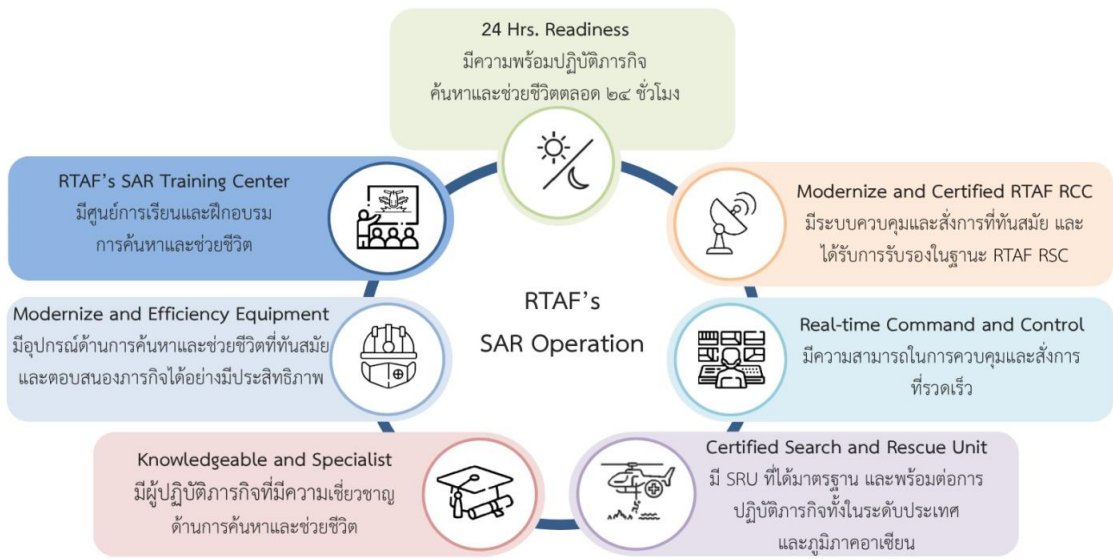 24 Hrs. Readiness
มีความพร้อมปฏิบัติภารกิจ
ค้นหาและช่วยชีวิตตลอด ๒๔ ชั่วโมง
RTAF's SAR Training Center
มีศูนย์การเรียนและฝึกอบรม
การค้นหาและช่วยชีวิต
Modernize and Certified RTAF RCC
มีระบบควบคุมและสั่งการที่ทันสมัย และ
ได้รับการรับรองในฐานะ RTAF RSC
RTAF's
SAR Operation
Modernize and Efficiency Equipment
มีอุปกรณ์ด้านการค้นหาและช่วยชีวิตที่ทันสมัย
และตอบสนองภารกิจได้อย่างมีประสิทธิภาพ
Real-time Command and Control
มีความสามารถในการควบคุมและสั่งการ
ที่รวดเร็ว
Knowledgeable and Specialist
มีผู้ปฏิบัติภารกิจที่มีความเชี่ยวชาญ
ด้านการค้นหาและช่วยชีวิต
Certified Search and Rescue Unit
มี SRU ที่ได้มาตรฐาน และพร้อมต่อการ
ปฏิบัติภารกิจทั้งในระดับประเทศ
และภูมิภาคอาเซียน